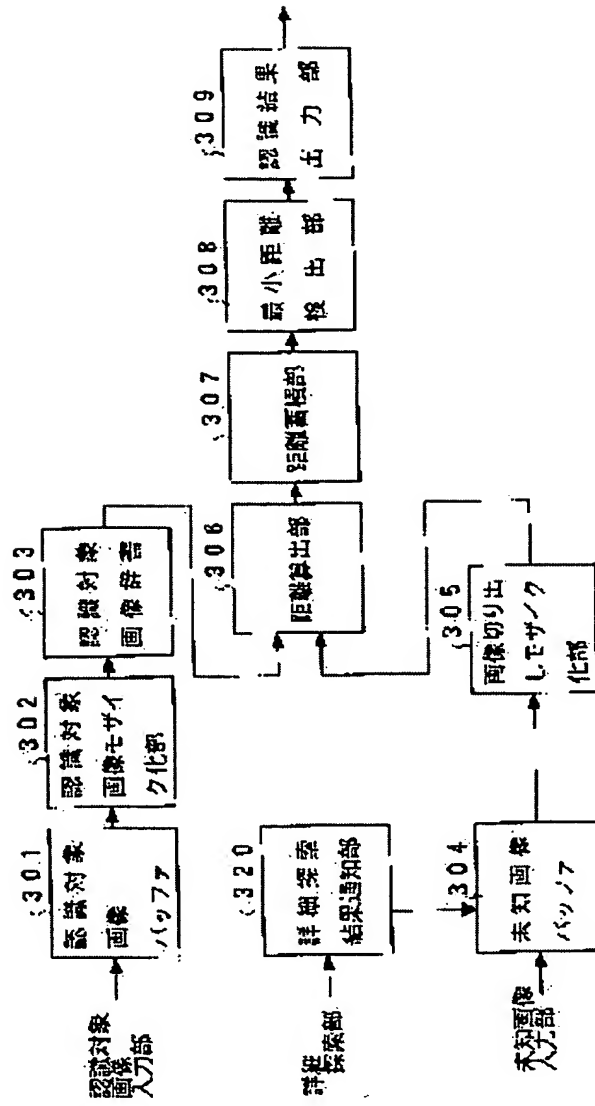 認識対象
画像
入力部
301
認識対象
画像
バッファ
302
認識対象
画像モザイ
ク化部
303
認識対象
画像辞書
詳細
探索部
320
詳細探索
結果通知部
未知画像
入力部
304
未知画像
バッファ
305
画像切り出
しモザイク
化部
306
距離算出部
307
距離蓄積部
308
最小距離
検出部
309
認識結果
出力部